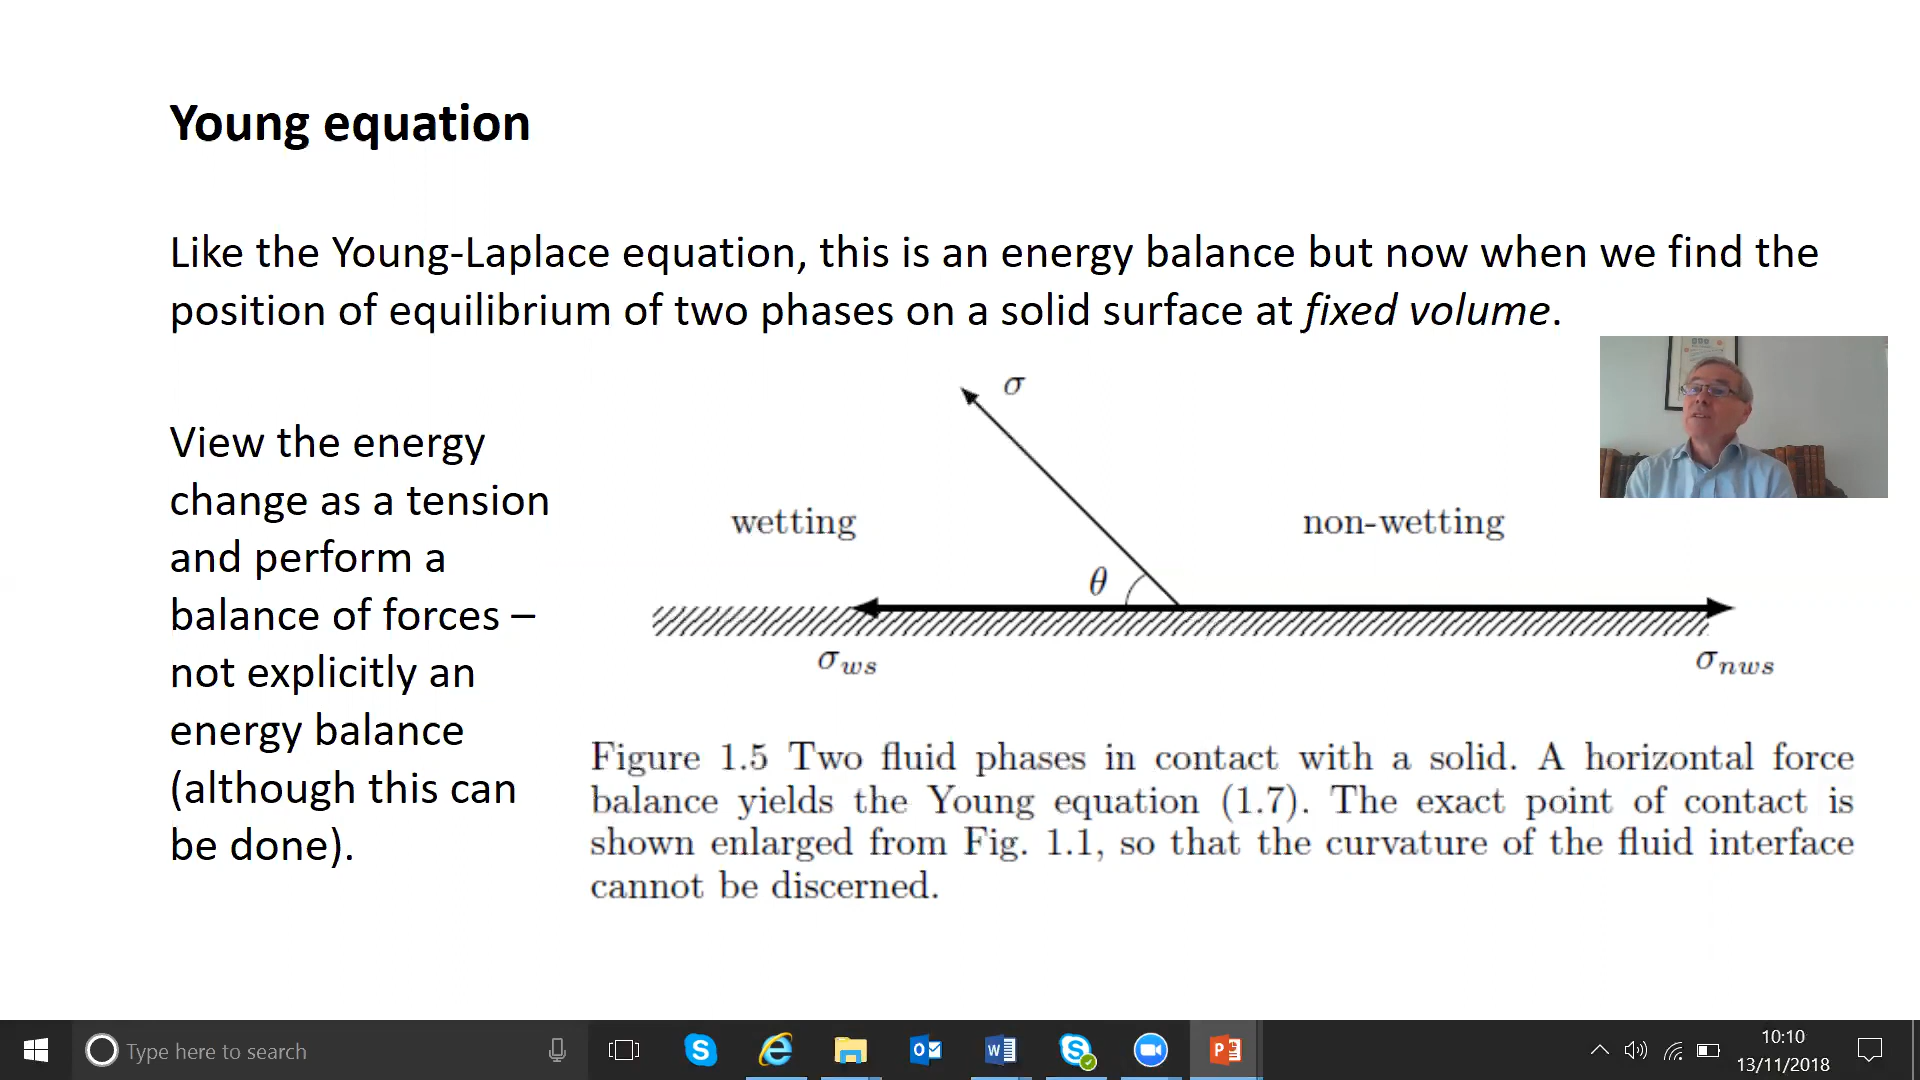 Young equation
Like the Young-Laplace equation, this is an energy balance but now when we find the
position of equilibrium of two phases on a solid surface at fixed volume.
View the energy
change as a tension
and perform a
balance of forces –
not explicitly an
energy balance
(although this can
be done).
σ
wetting
non-wetting
θ
σws
σnws
Figure 1.5 Two fluid phases in contact with a solid. A horizontal force
balance yields the Young equation (1.7). The exact point of contact is
shown enlarged from Fig. 1.1, so that the curvature of the fluid interface
cannot be discerned.
Type here to search
10:10
13/11/2018